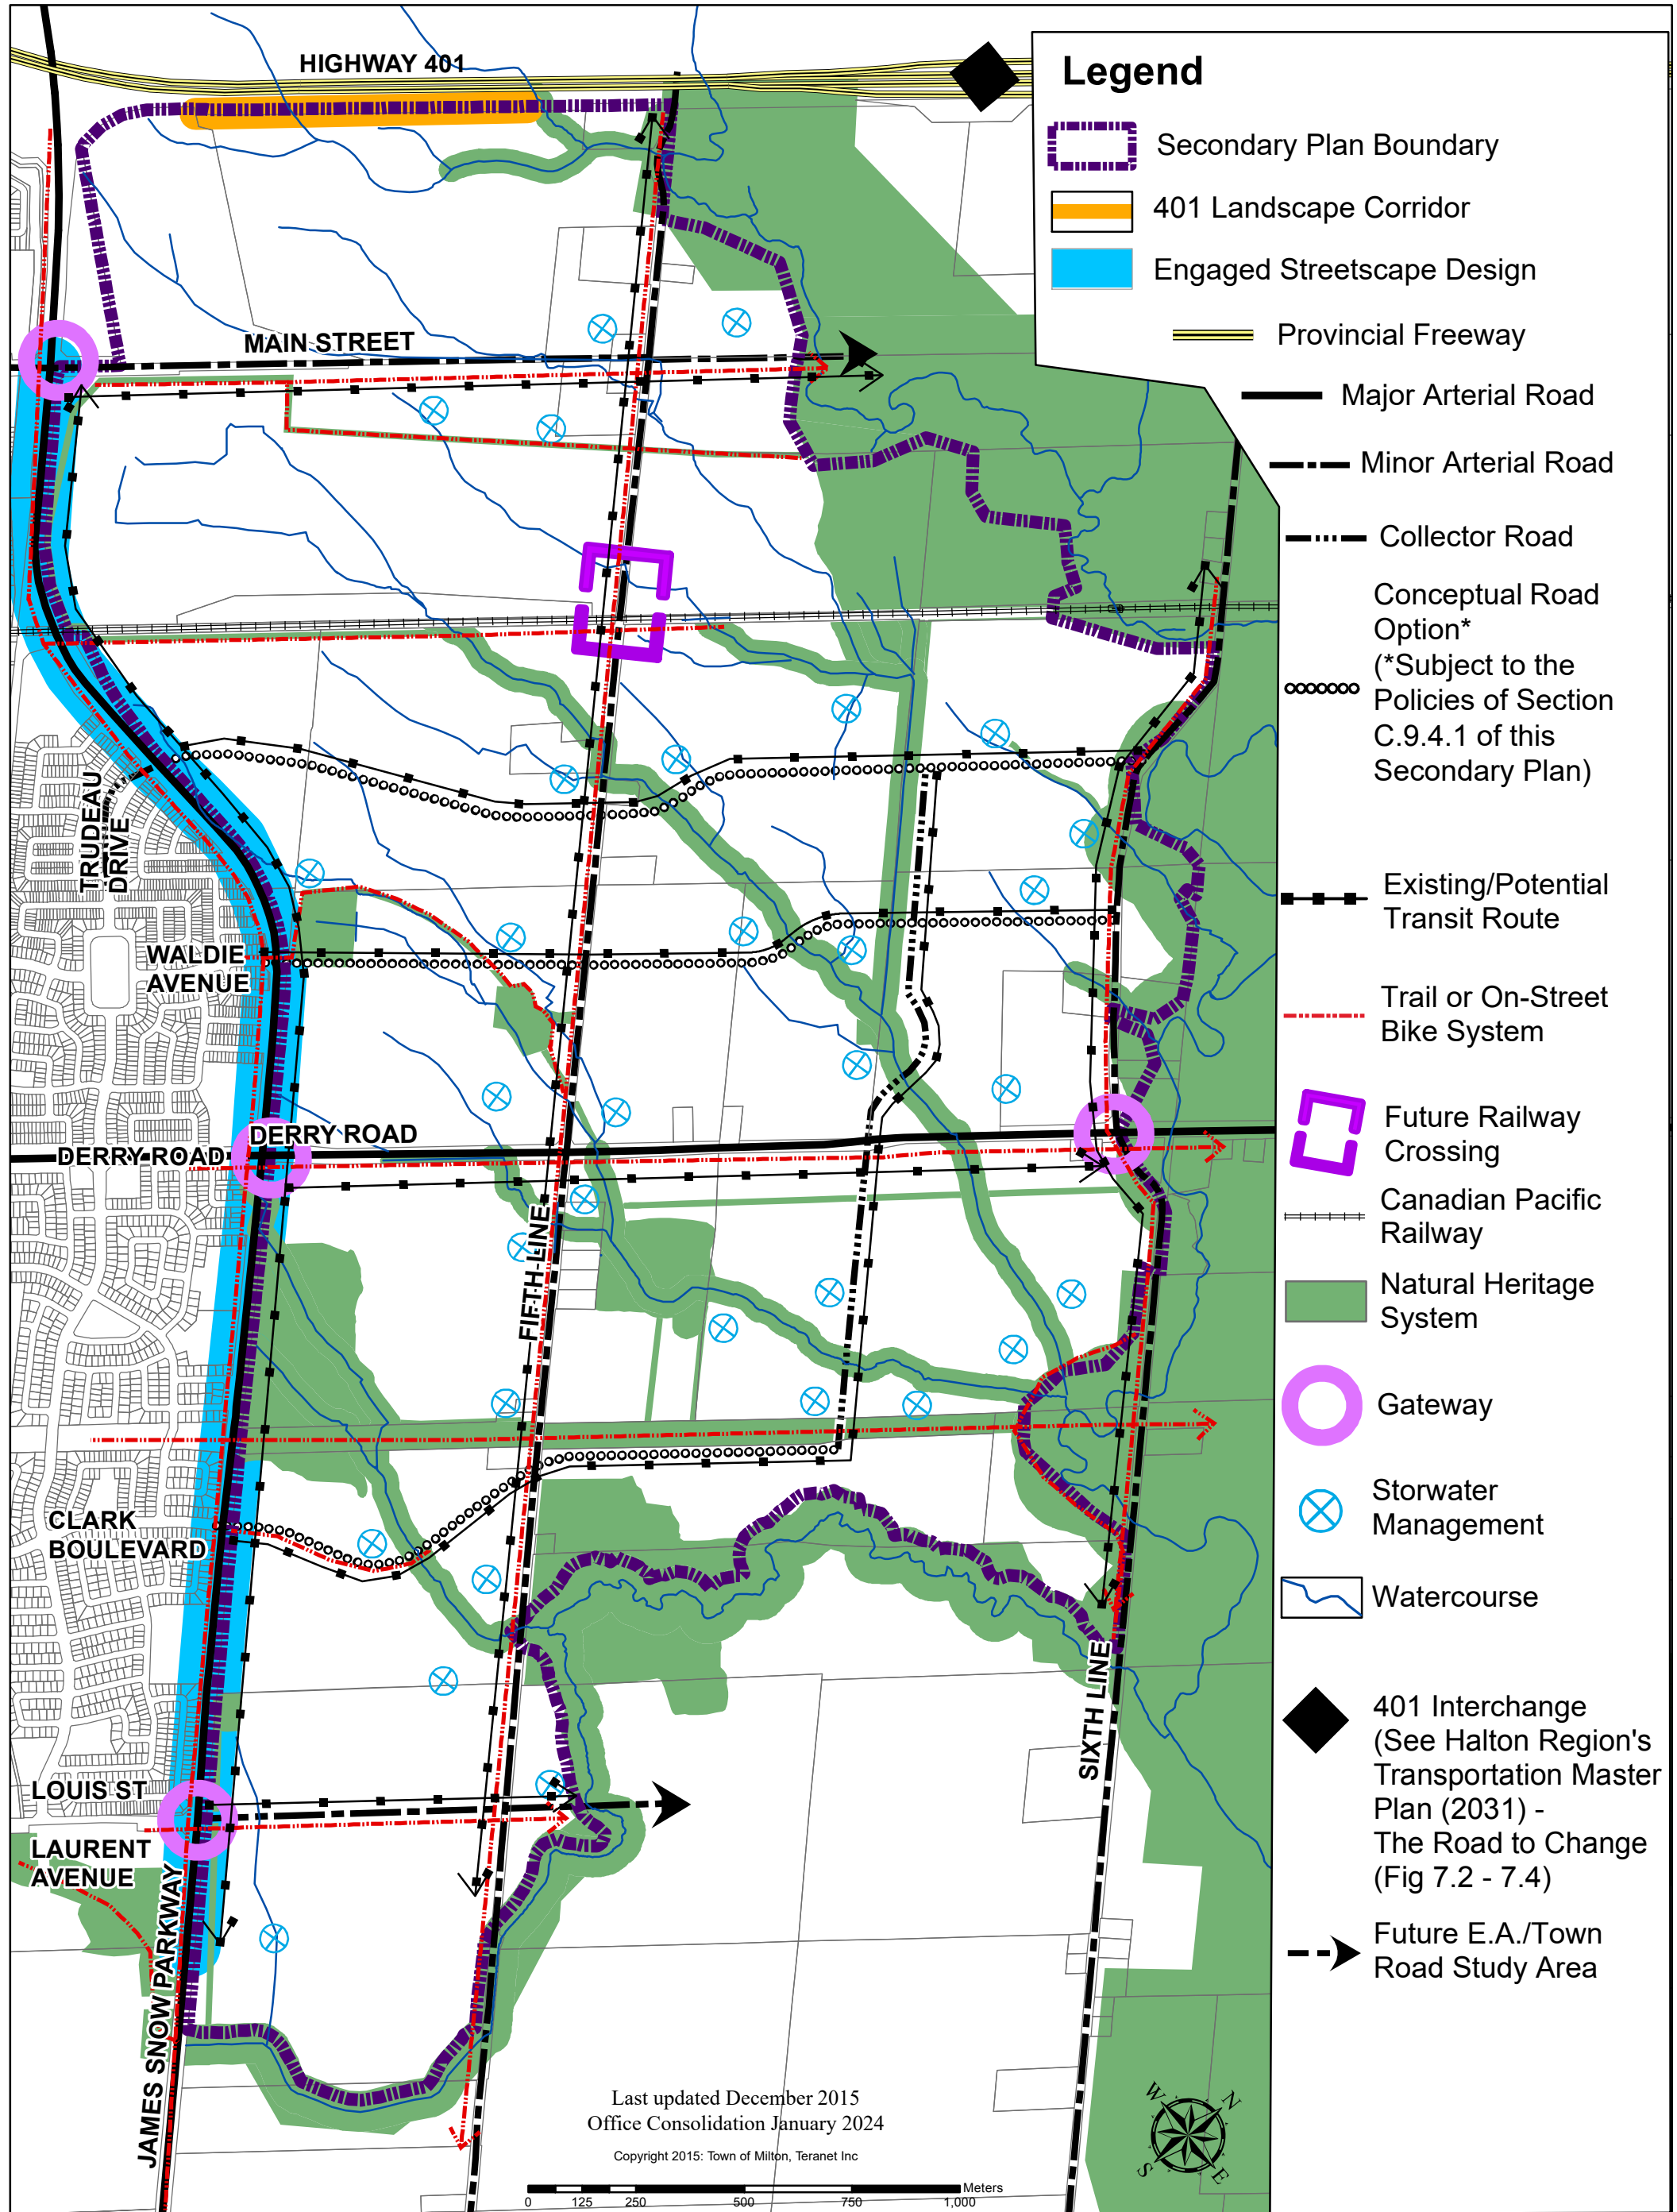 HIGHWAY 401
MAIN STREET
TRUDEAU
DRIVE
WALDIE
AVENUE
DERRY ROAD
DERRY ROAD
FIFTH LINE
CLARK
BOULEVARD
SIXTH LINE
LOUIS ST
LAURENT
AVENUE
JAMES SNOW PARKWAY
Legend
Secondary Plan Boundary
401 Landscape Corridor
Engaged Streetscape Design
Provincial Freeway
Major Arterial Road
Minor Arterial Road
Collector Road
Conceptual Road
Option*
(*Subject to the
Policies of Section
C.9.4.1 of this
Secondary Plan)
Existing/Potential
Transit Route
Trail or On-Street
Bike System
Future Railway
Crossing
Canadian Pacific
Railway
Natural Heritage
System
Gateway
Storwater
Management
Watercourse
401 Interchange
(See Halton Region's
Transportation Master
Plan (2031) -
The Road to Change
(Fig 7.2 - 7.4)
Future E.A./Town
Road Study Area
Last updated December 2015
Office Consolidation January 2024
Copyright 2015: Town of Milton, Teranet Inc
Meters
0 125 250 500 750 1,000
W N
S E